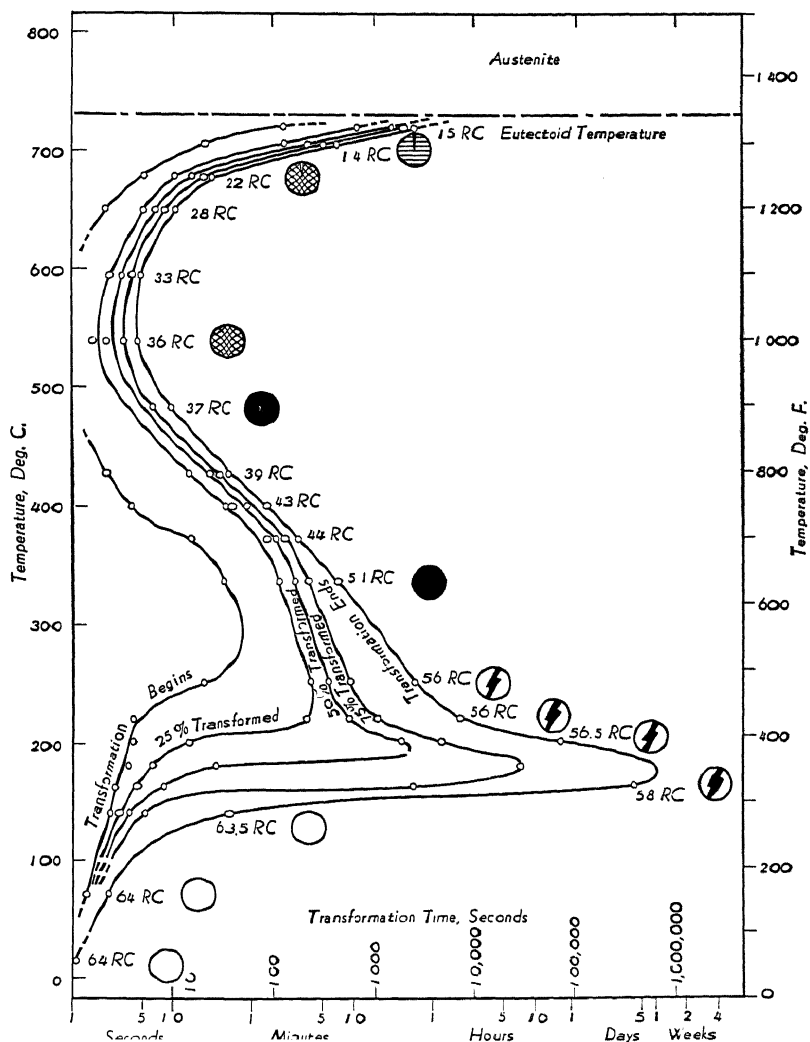 800
700
600
500
400
300
200
100
0
Temperature, Deg. C.
Austenite
Eutectoid Temperature
15 RC
14 RC
22 RC
28 RC
33 RC
36 RC
37 RC
39 RC
43 RC
44 RC
51 RC
56 RC
56 RC
56.5 RC
58 RC
63.5 RC
64 RC
64 RC
Transformation Begins
25% Transformed
50% Transformed
75% Transformed
Transformation Ends
1 400
1 200
1 000
800
600
400
200
0
Temperature, Deg. F.
Transformation Time, Seconds
10 100 1000 10,000 100,000 1,000,000
1 5 10 1 5 10 1 5 10 1 5 1 2 4
Seconds Minutes Hours Days Weeks